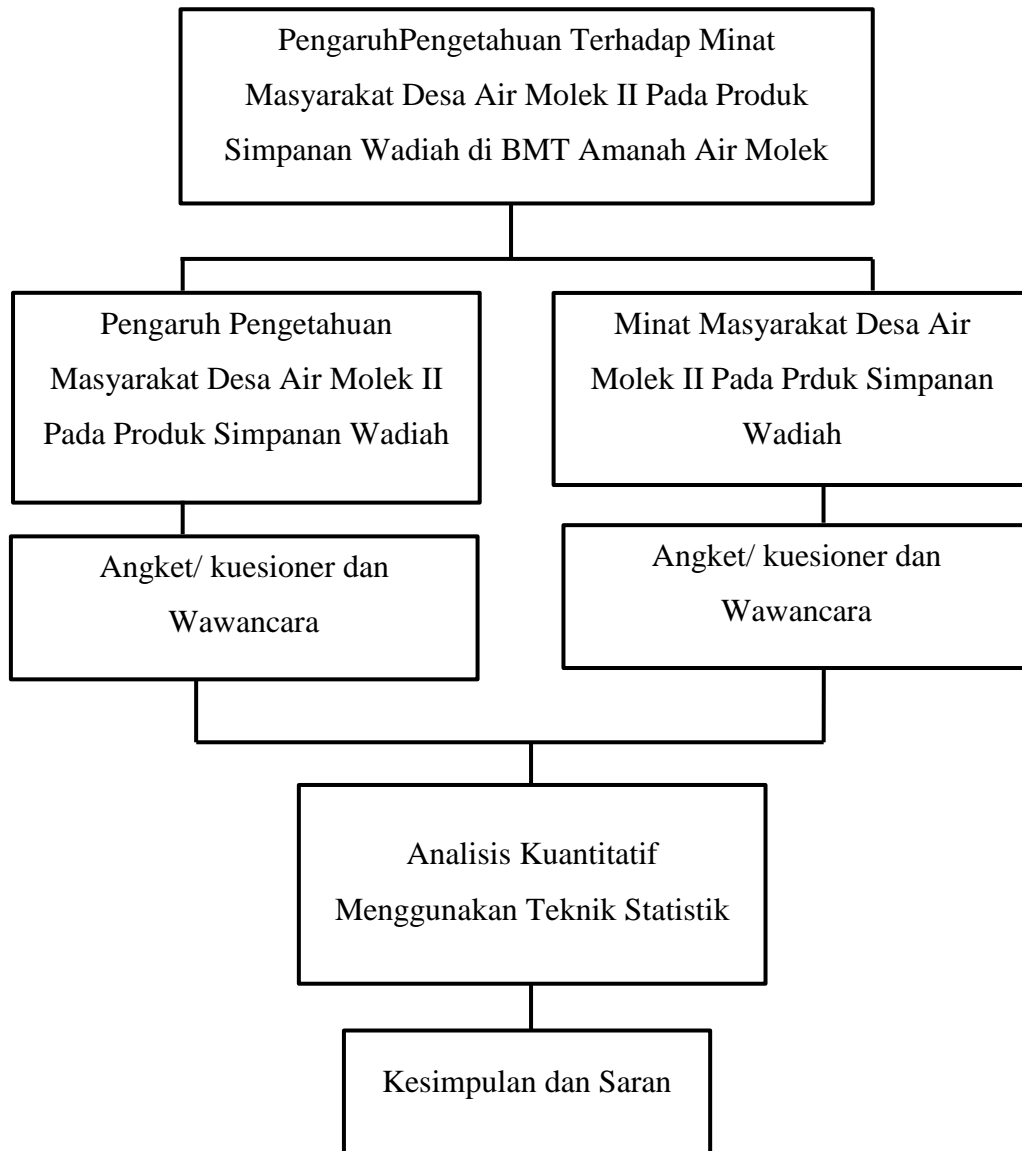 PengaruhPengetahuan Terhadap Minat
Masyarakat Desa Air Molek II Pada Produk
Simpanan Wadiah di BMT Amanah Air Molek
Pengaruh Pengetahuan
Masyarakat Desa Air Molek II
Pada Produk Simpanan Wadiah
Minat Masyarakat Desa Air
Molek II Pada Prduk Simpanan
Wadiah
Angket/ kuesioner dan
Wawancara
Angket/ kuesioner dan
Wawancara
Analisis Kuantitatif
Menggunakan Teknik Statistik
Kesimpulan dan Saran